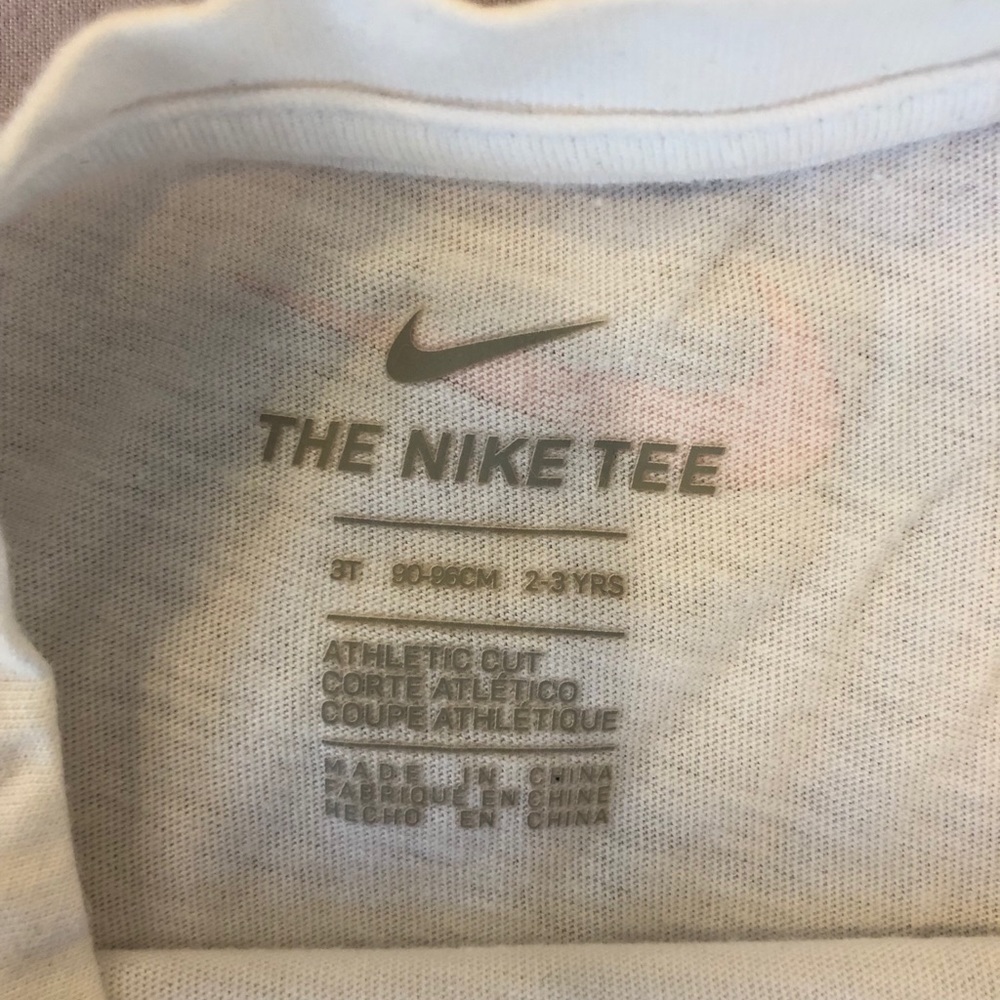 THE NIKE TEE
3T 90-96CM 2-3 YRS
ATHLETIC CUT
CORTE ATLÉTICO
COUPE ATHLÉTIQUE
MADE IN CHINA
FABRIQUÉ EN CHINE
HECHO EN CHINA